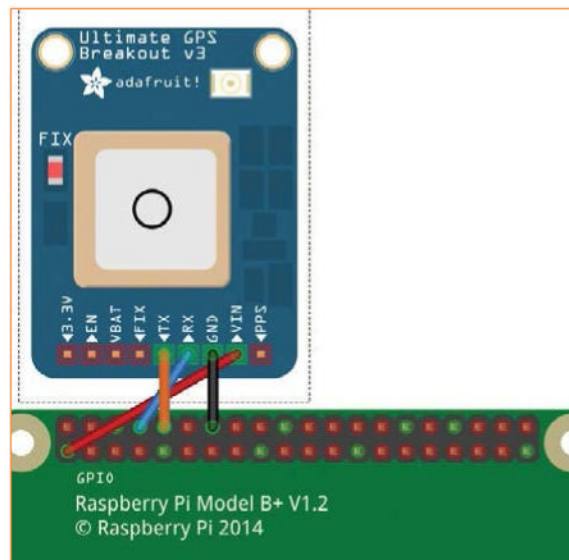 Ultimate GPS
Breakout v3
adafruit!
FIX
3.3V
EN
VBAT
FIX
TX
RX
GND
VIN
PPS
GPIO
Raspberry Pi Model B+ V1.2
© Raspberry Pi 2014